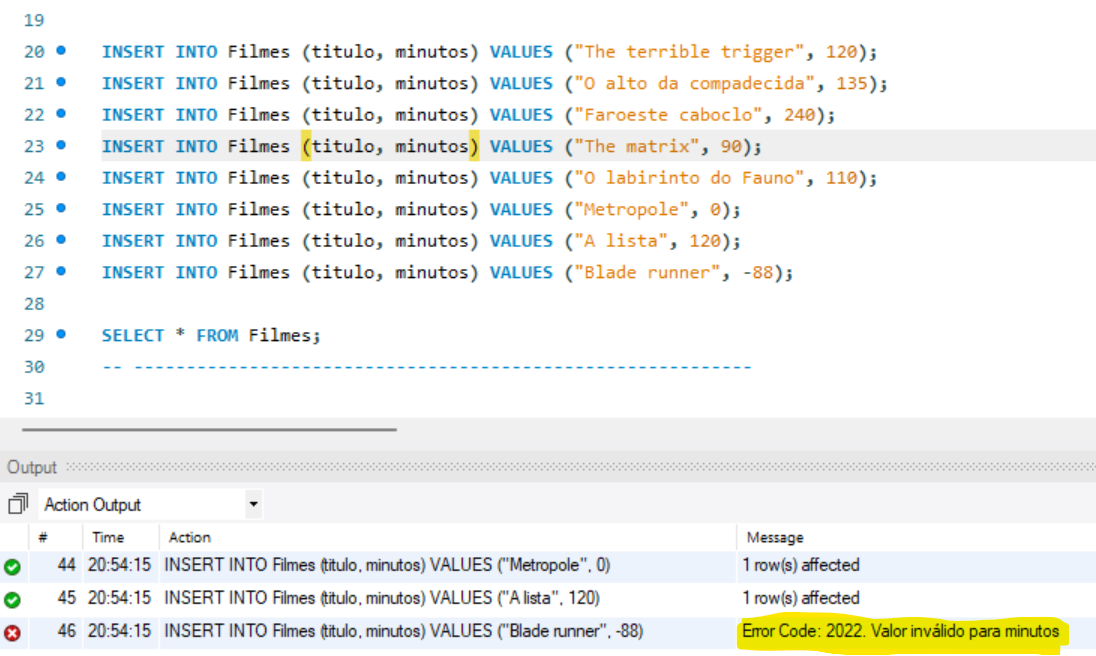 19
20 INSERT INTO Filmes (titulo, minutos) VALUES ("The terrible trigger", 120);
21 INSERT INTO Filmes (titulo, minutos) VALUES ("O alto da compadecida", 135);
22 INSERT INTO Filmes (titulo, minutos) VALUES ("Faroeste caboclo", 240);
23 INSERT INTO Filmes (titulo, minutos) VALUES ("The matrix", 90);
24 INSERT INTO Filmes (titulo, minutos) VALUES ("O labirinto do Fauno", 110);
25 INSERT INTO Filmes (titulo, minutos) VALUES ("Metropole", 0);
26 INSERT INTO Filmes (titulo, minutos) VALUES ("A lista", 120);
27 INSERT INTO Filmes (titulo, minutos) VALUES ("Blade runner", -88);
28
29 SELECT * FROM Filmes;
30 -- -----------------------------------------------------------
31
Output
Action Output
# Time Action Message
44 20:54:15 INSERT INTO Filmes (titulo, minutos) VALUES ("Metropole", 0) 1 row(s) affected
45 20:54:15 INSERT INTO Filmes (titulo, minutos) VALUES ("A lista", 120) 1 row(s) affected
46 20:54:15 INSERT INTO Filmes (titulo, minutos) VALUES ("Blade runner", -88) Error Code: 2022. Valor inválido para minutos